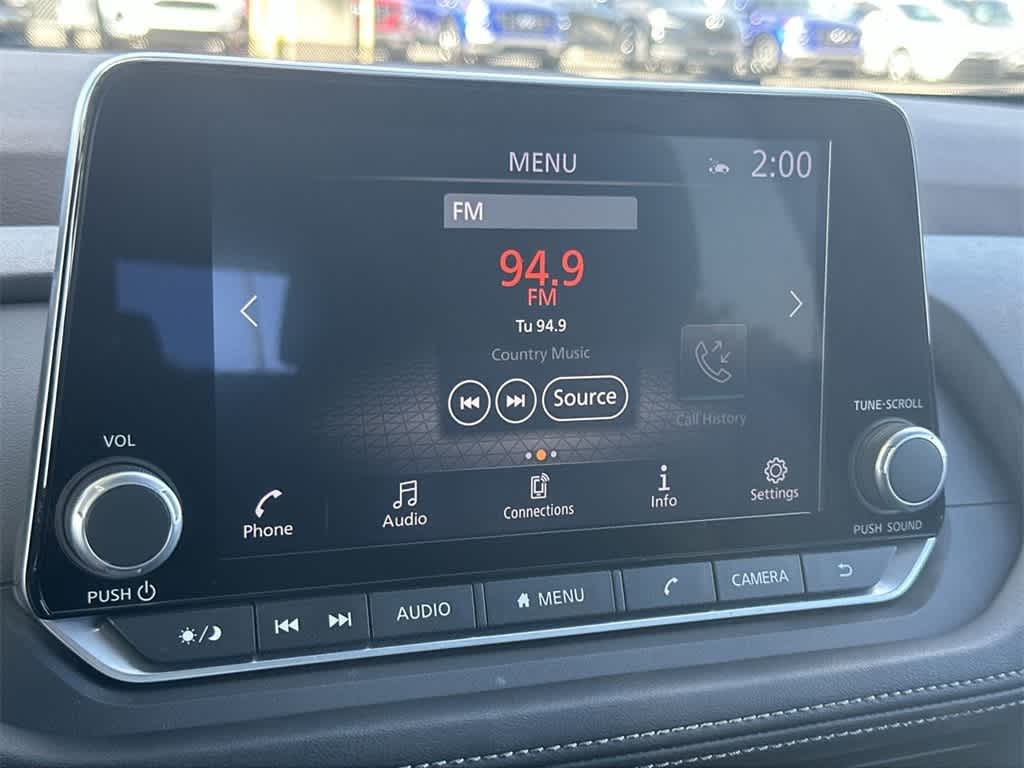 MENU
2:00
FM
94.9
FM
Tu 94.9
Country Music
Source
Call History
Phone
Audio
Connections
Info
Settings
VOL
PUSH
TUNE·SCROLL
PUSH SOUND
AUDIO
MENU
CAMERA